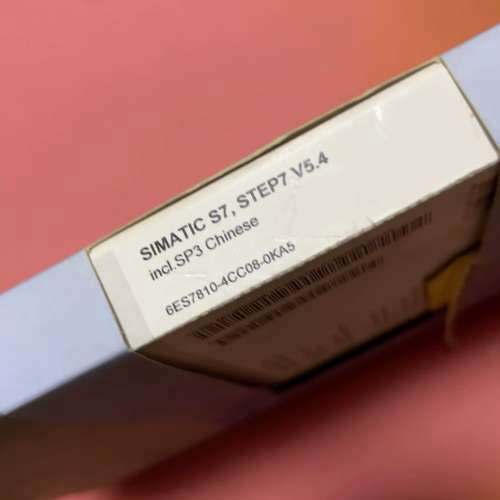 SIMATIC S7, STEP7 V5.4
incl.SP3 Chinese
6ES7810-4CC08-0KA5